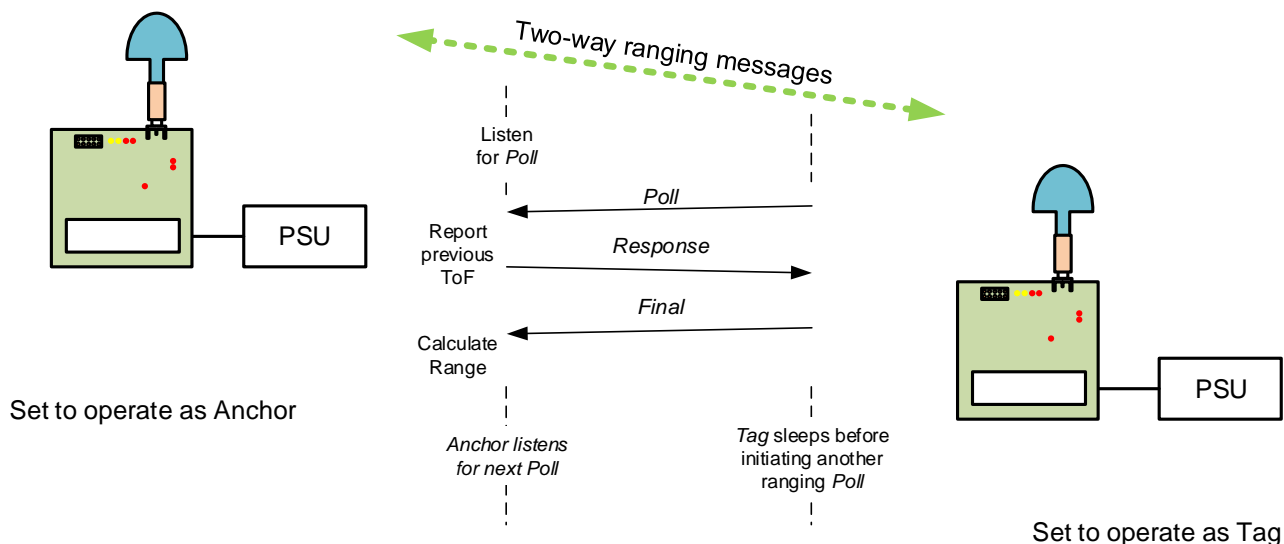 Two-way ranging messages
Listen
for Poll
Poll
PSU
Report
previous
ToF
Response
Final
Calculate
Range
PSU
Set to operate as Anchor
Anchor listens
for next Poll
Tag sleeps before
initiating another
ranging Poll
Set to operate as Tag